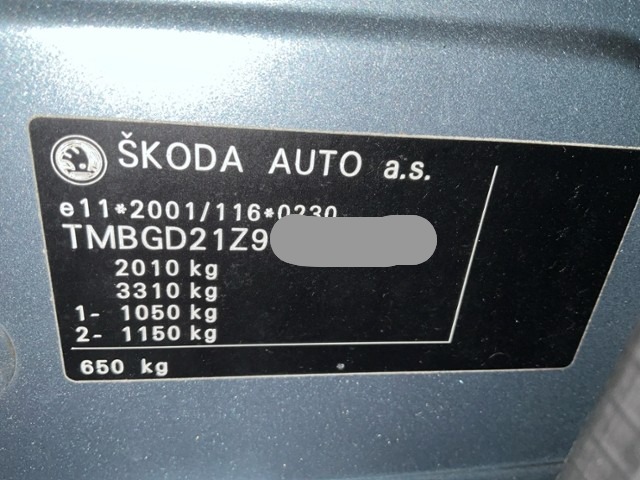 ŠKODA AUTO a.s.
e11*2001/116*0230
TMBGD21Z9
2010 kg
3310 kg
1- 1050 kg
2- 1150 kg
650 kg